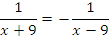 1/(x + 9) = − 1/(x − 9)